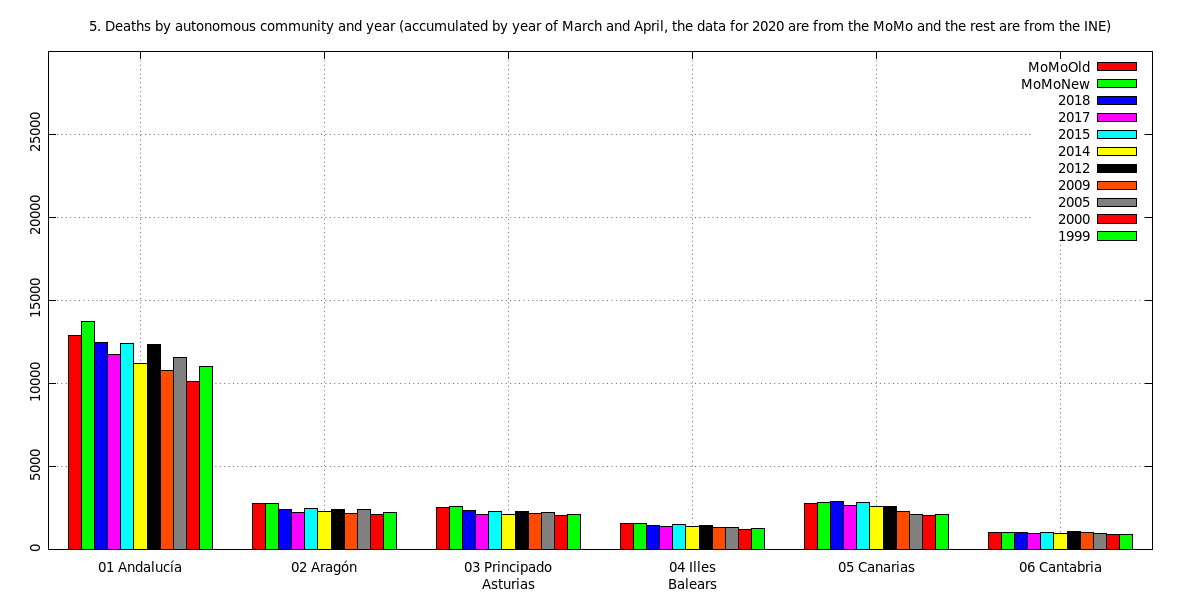 5. Deaths by autonomous community and year (accumulated by year of March and April, the data for 2020 are from the MoMo and the rest are from the INE)
MoMoOld
MoMoNew
2018
2017
2015
2014
2012
2009
2005
2000
1999
25000
20000
15000
10000
5000
0
01 Andalucía
02 Aragón
03 Principado
Asturias
04 Illes
Balears
05 Canarias
06 Cantabria